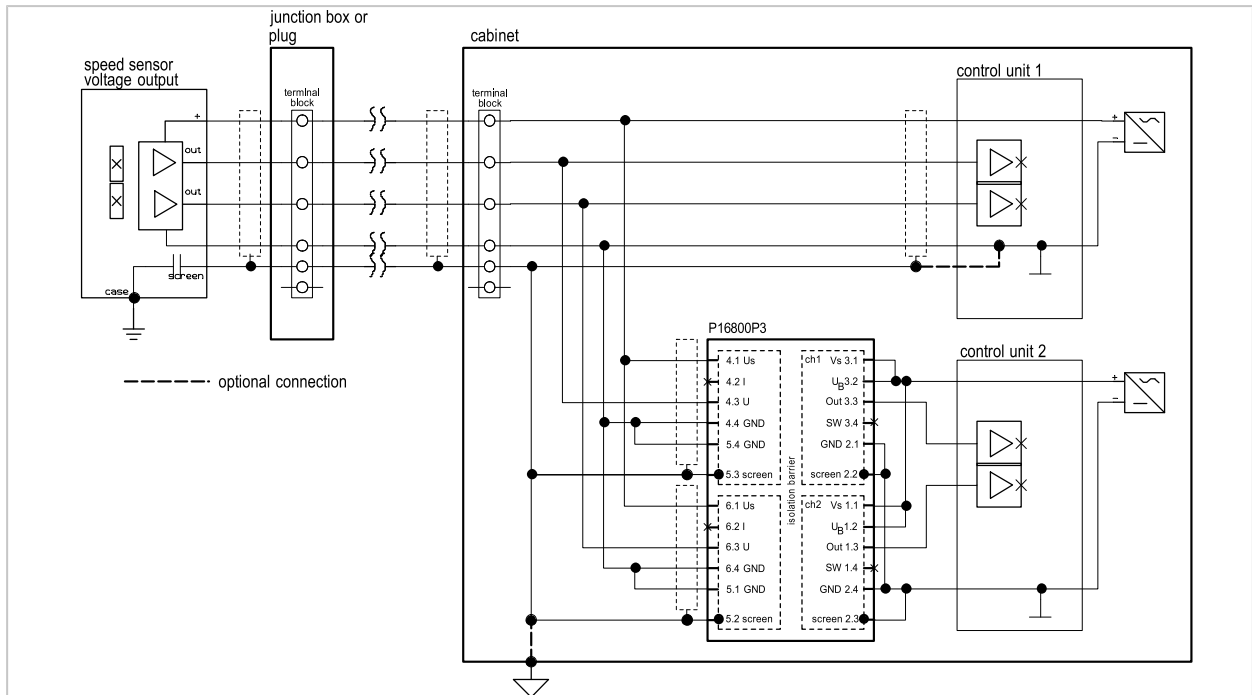 junction box or
plug
cabinet
speed sensor
voltage output
control unit 1
terminal
block
terminal
block
+
out
out
screen
case
+
−
optional connection
P16800P3
control unit 2
4.1 Us
4.2 I
4.3 U
4.4 GND
5.4 GND
5.3 screen
ch1 Vs 3.1
UB3.2
Out 3.3
SW 3.4
GND 2.1
screen 2.2
isolation barrier
6.1 Us
6.2 I
6.3 U
6.4 GND
5.1 GND
5.2 screen
ch2 Vs 1.1
UB1.2
Out 1.3
SW 1.4
GND 2.4
screen 2.3
+
−